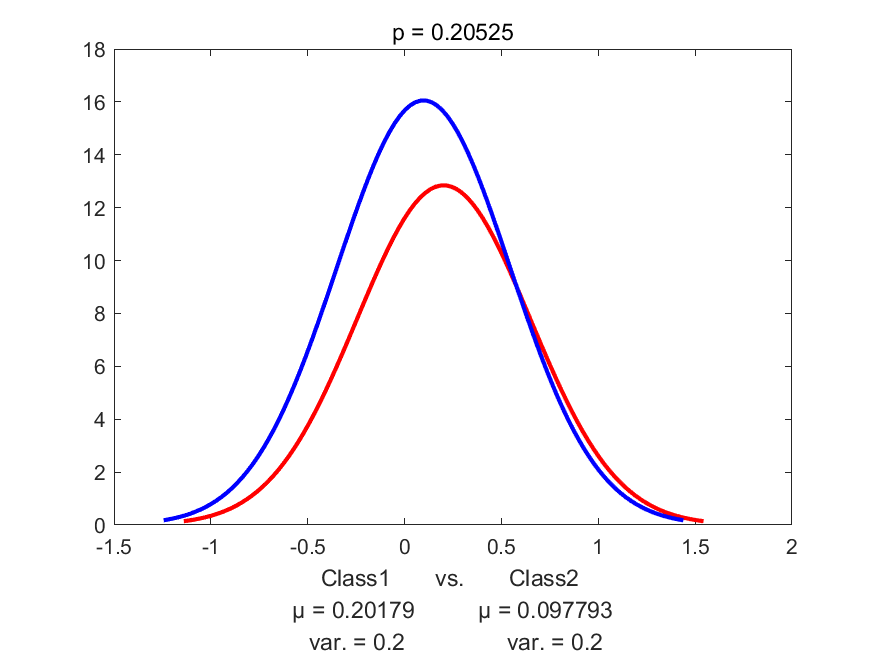 p = 0.20525
18
16
14
12
10
8
6
4
2
0
-1.5 -1 -0.5 0 0.5 1 1.5 2
Class1 vs. Class2
μ = 0.20179 μ = 0.097793
var. = 0.2 var. = 0.2